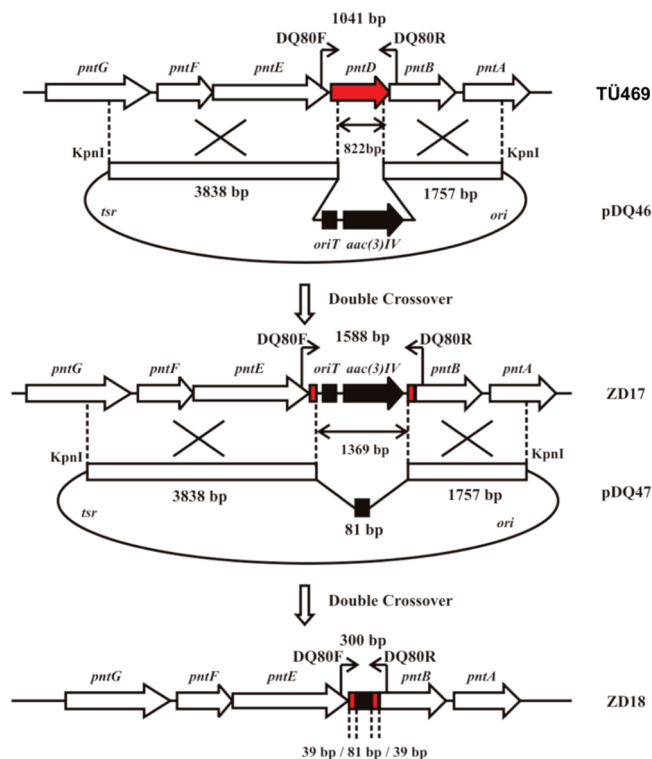 1041 bp
DQ80F DQ80R
pntG pntF pntE pntD pntB pntA
TÜ469
KpnI 822bp KpnI
3838 bp 1757 bp
tsr ori pDQ46
oriT aac(3)IV
Double Crossover
1588 bp
DQ80F DQ80R
pntG pntF pntE oriT aac(3)IV pntB pntA
ZD17
1369 bp
KpnI KpnI
3838 bp 1757 bp
pDQ47
tsr 81 bp ori
Double Crossover
300 bp
DQ80F DQ80R
pntG pntF pntE pntB pntA
ZD18
39 bp / 81 bp / 39 bp